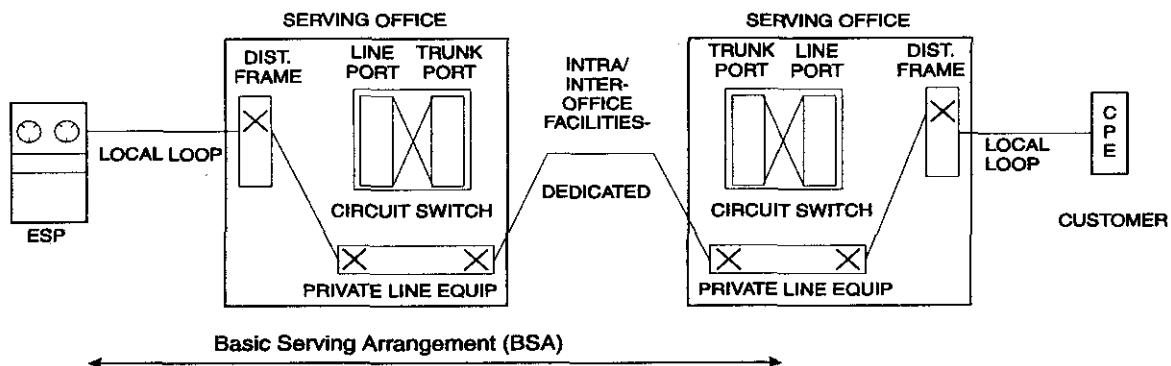 SERVING OFFICE
DIST.
FRAME
LINE
PORT
TRUNK
PORT
CIRCUIT SWITCH
PRIVATE LINE EQUIP
ESP
LOCAL LOOP
INTRA/
INTER-
OFFICE
FACILITIES-
DEDICATED
SERVING OFFICE
TRUNK
PORT
LINE
PORT
DIST.
FRAME
CIRCUIT SWITCH
PRIVATE LINE EQUIP
LOCAL
LOOP
C
P
E
CUSTOMER
Basic Serving Arrangement (BSA)